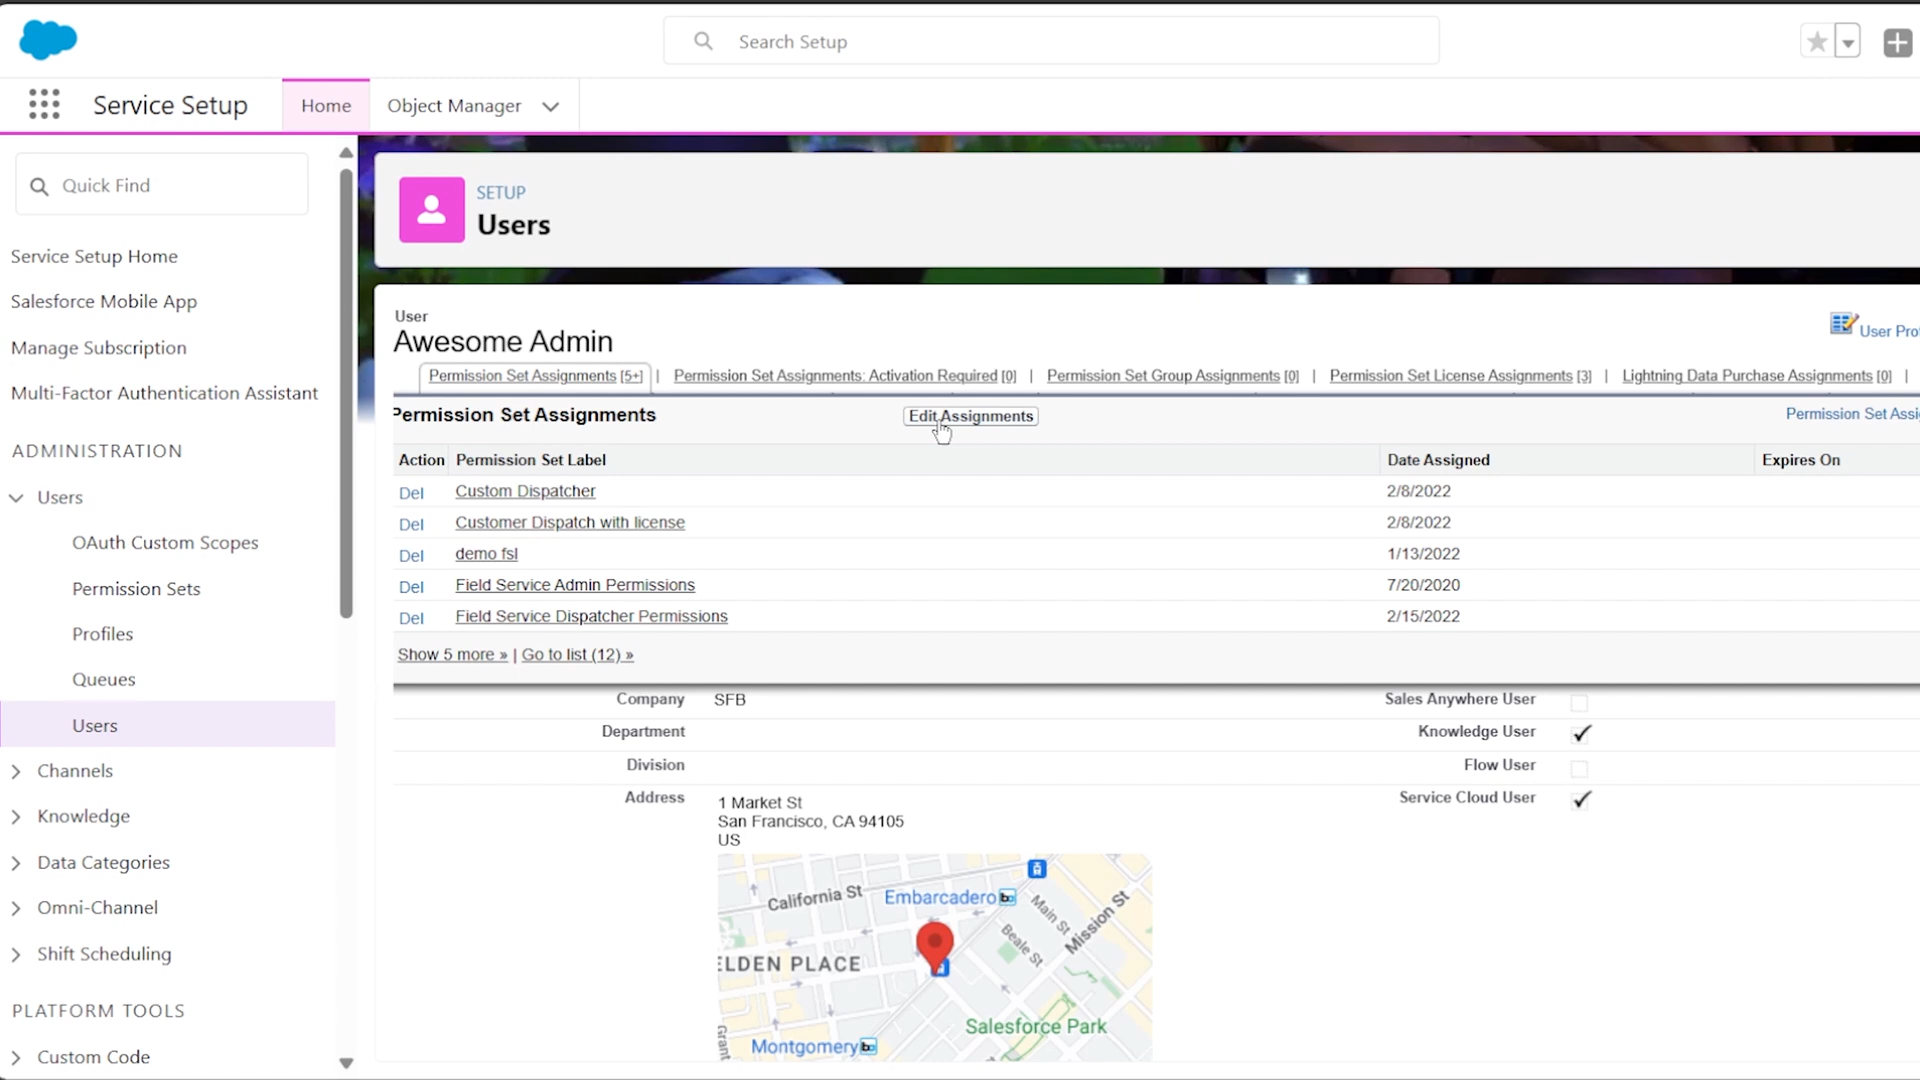 Search Setup
Service Setup
Home
Object Manager
Quick Find
SETUP
Users
Service Setup Home
Salesforce Mobile App
Manage Subscription
Multi-Factor Authentication Assistant
ADMINISTRATION
Users
OAuth Custom Scopes
Permission Sets
Profiles
Queues
Users
Channels
Knowledge
Data Categories
Omni-Channel
Shift Scheduling
PLATFORM TOOLS
Custom Code
User
Awesome Admin
User Pro
Permission Set Assignments [5+] | Permission Set Assignments: Activation Required [0] | Permission Set Group Assignments [0] | Permission Set License Assignments [3] | Lightning Data Purchase Assignments [0] |
Permission Set Assignments Edit Assignments Permission Set Assi
Action Permission Set Label Date Assigned Expires On
Del Custom Dispatcher 2/8/2022
Del Customer Dispatch with license 2/8/2022
Del demo fsl 1/13/2022
Del Field Service Admin Permissions 7/20/2020
Del Field Service Dispatcher Permissions 2/15/2022
Show 5 more » | Go to list (12) »
Company SFB Sales Anywhere User
Department Knowledge User
Division Flow User
Address 1 Market St Service Cloud User
San Francisco, CA 94105
US
California St
Embarcadero
Main St
Mission St
Beale St
ELDEN PLACE
Salesforce Park
Grant
Montgomery